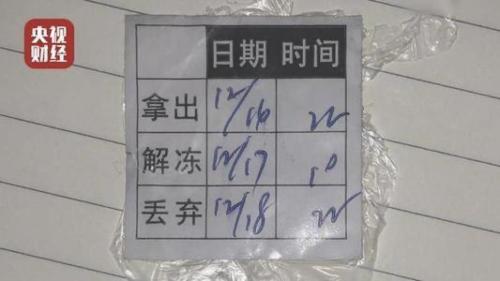 央视
财经
日期 时间
拿出 12/16 22
解冻 12/17 10
丢弃 12/18 22